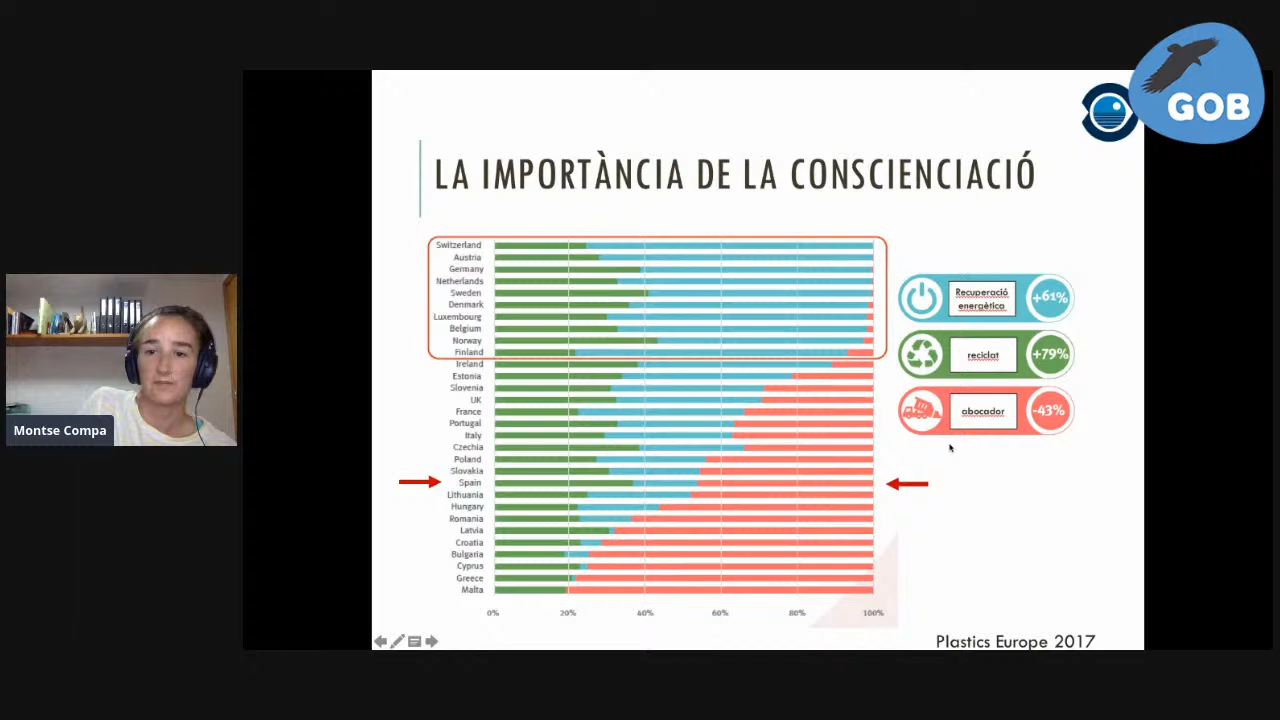 GOB
LA IMPORTÀNCIA DE LA CONSCIENCIACIÓ
Switzerland
Austria
Germany
Netherlands
Sweden
Denmark
Luxembourg
Belgium
Norway
Finland
Ireland
Estonia
Slovenia
UK
France
Portugal
Italy
Czechia
Poland
Slovakia
Spain
Lithuania
Hungary
Romania
Latvia
Croatia
Bulgaria
Cyprus
Greece
Malta
0% 20% 40% 60% 80% 100%
Recuperació
energètica
+61%
reciclat
+79%
abocador
-43%
Montse Compa
Plastics Europe 2017